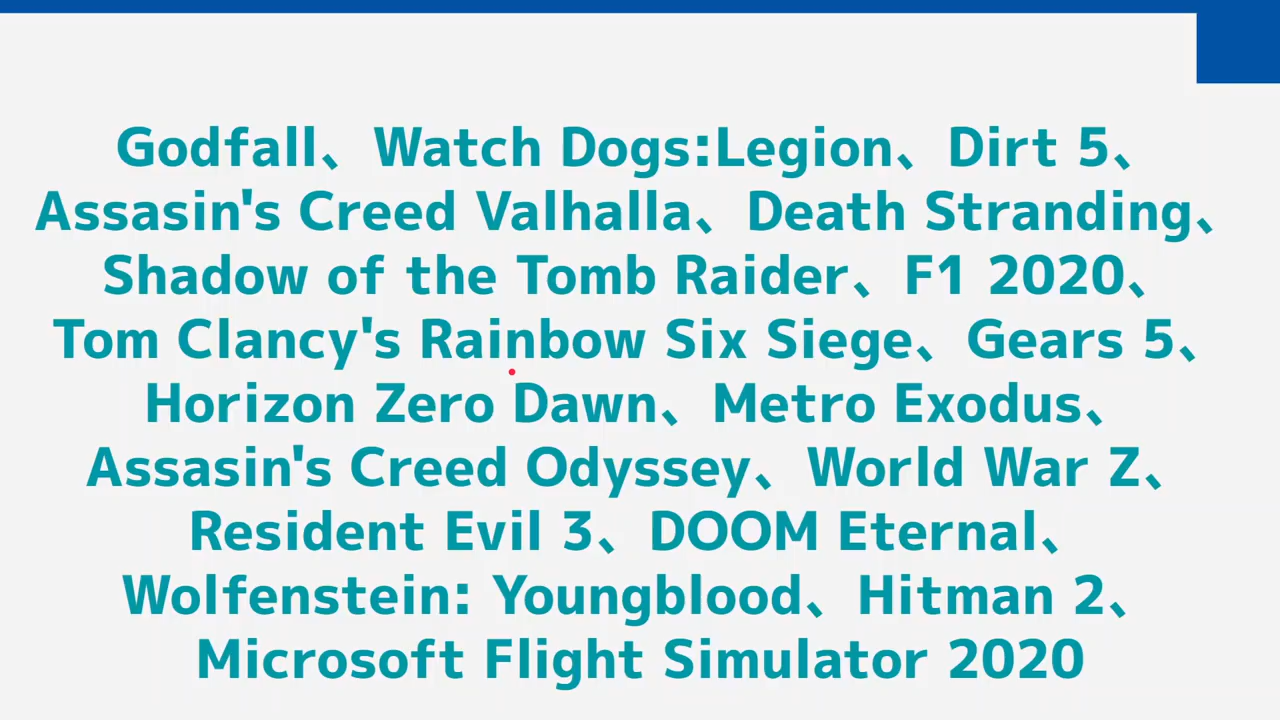 Godfall、Watch Dogs:Legion、Dirt 5、
Assasin's Creed Valhalla、Death Stranding、
Shadow of the Tomb Raider、F1 2020、
Tom Clancy's Rainbow Six Siege、Gears 5、
Horizon Zero Dawn、Metro Exodus、
Assasin's Creed Odyssey、World War Z、
Resident Evil 3、DOOM Eternal、
Wolfenstein: Youngblood、Hitman 2、
Microsoft Flight Simulator 2020